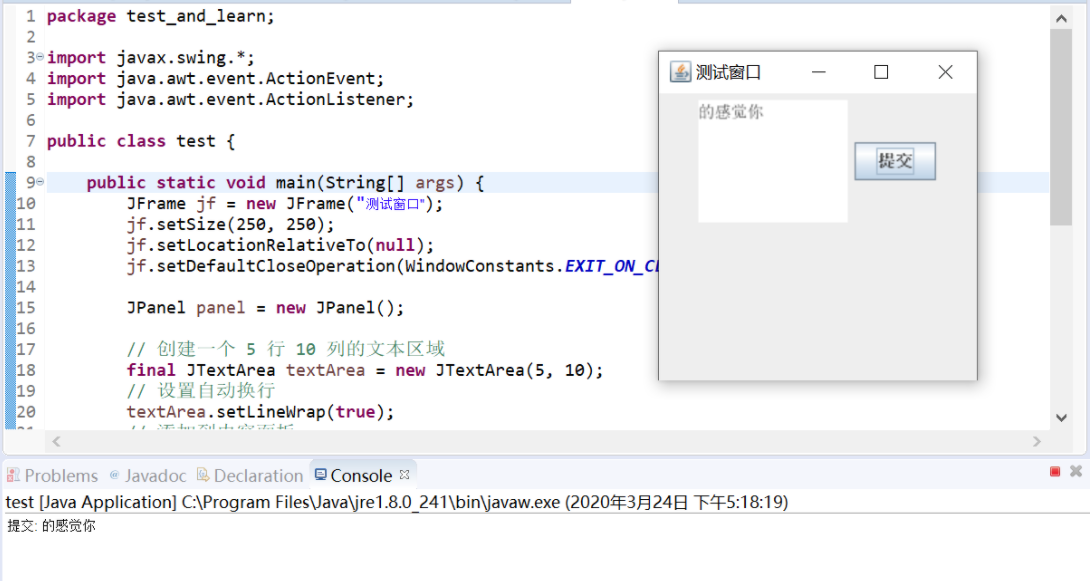 1 package test_and_learn;
2
3 import javax.swing.*;
4 import java.awt.event.ActionEvent;
5 import java.awt.event.ActionListener;
6
7 public class test {
8
9 public static void main(String[] args) {
10 JFrame jf = new JFrame("测试窗口");
11 jf.setSize(250, 250);
12 jf.setLocationRelativeTo(null);
13 jf.setDefaultCloseOperation(WindowConstants.EXIT_ON_CL
14
15 JPanel panel = new JPanel();
16
17 // 创建一个 5 行 10 列的文本区域
18 final JTextArea textArea = new JTextArea(5, 10);
19 // 设置自动换行
20 textArea.setLineWrap(true);
测试窗口
的感觉你
提交
Problems Javadoc Declaration Console
test [Java Application] C:\Program Files\Java\jre1.8.0_241\bin\javaw.exe (2020年3月24日 下午5:18:19)
提交: 的感觉你